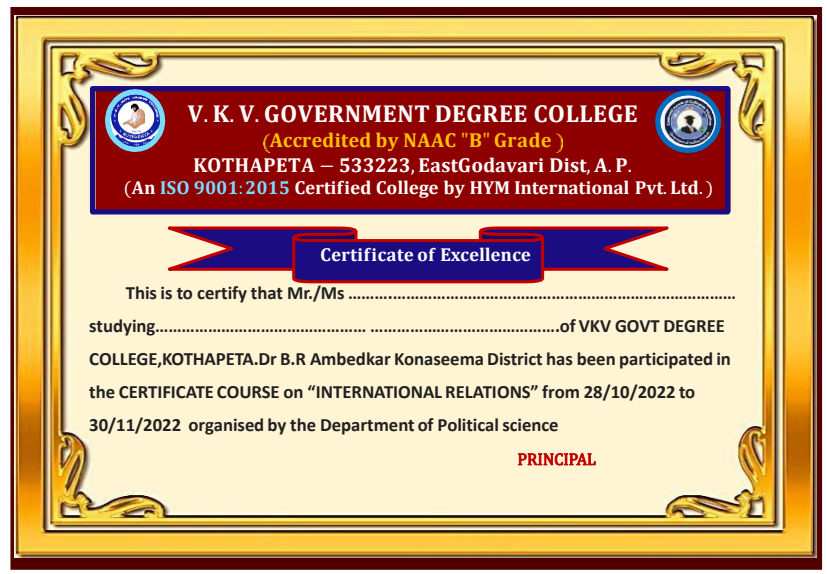 V. K. V. GOVERNMENT DEGREE COLLEGE
(Accredited by NAAC "B" Grade )
KOTHAPETA – 533223, EastGodavari Dist, A. P.
(An ISO 9001:2015 Certified College by HYM International Pvt. Ltd. )
Certificate of Excellence
This is to certify that Mr./Ms ……………………………………………………………………………
studying………………………………………… …………………………………….of VKV GOVT DEGREE
COLLEGE,KOTHAPETA.Dr B.R Ambedkar Konaseema District has been participated in
the CERTIFICATE COURSE on “INTERNATIONAL RELATIONS” from 28/10/2022 to
30/11/2022 organised by the Department of Political science
PRINCIPAL